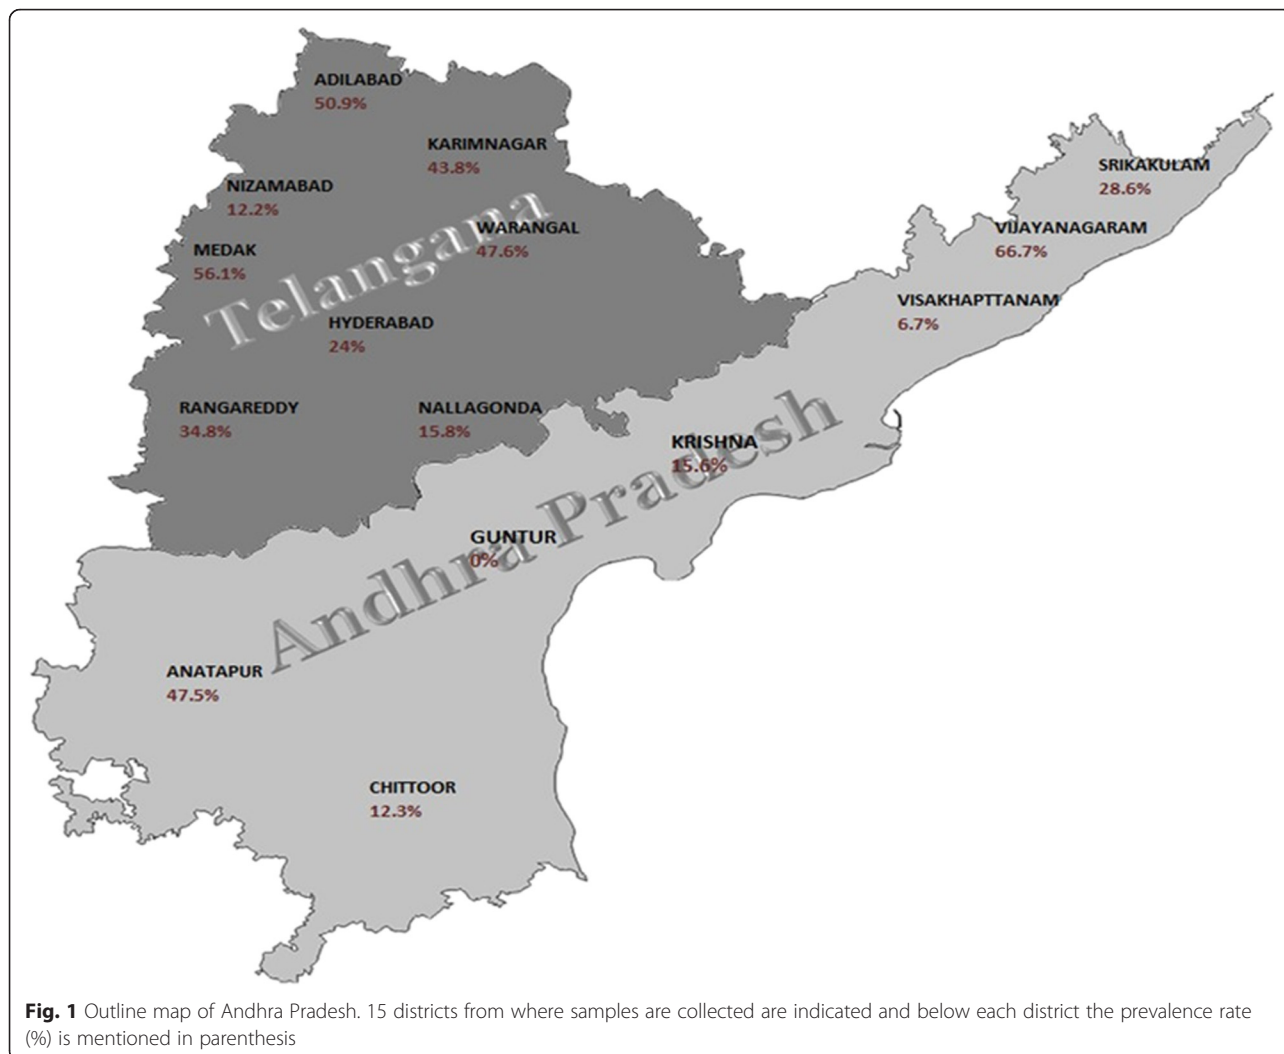 ADILABAD
50.9%
KARIMNAGAR
43.8%
SRIKAKULAM
28.6%
NIZAMABAD
12.2%
WARANGAL
47.6%
VIJAYANAGARAM
66.7%
MEDAK
56.1%
Telangana
VISAKHAPTTANAM
6.7%
HYDERABAD
24%
RANGAREDDY
34.8%
NALLAGONDA
15.8%
KRISHNA
15.6%
Andhra Pradesh
GUNTUR
0%
ANATAPUR
47.5%
CHITTOOR
12.3%
Fig. 1 Outline map of Andhra Pradesh. 15 districts from where samples are collected are indicated and below each district the prevalence rate
(%) is mentioned in parenthesis